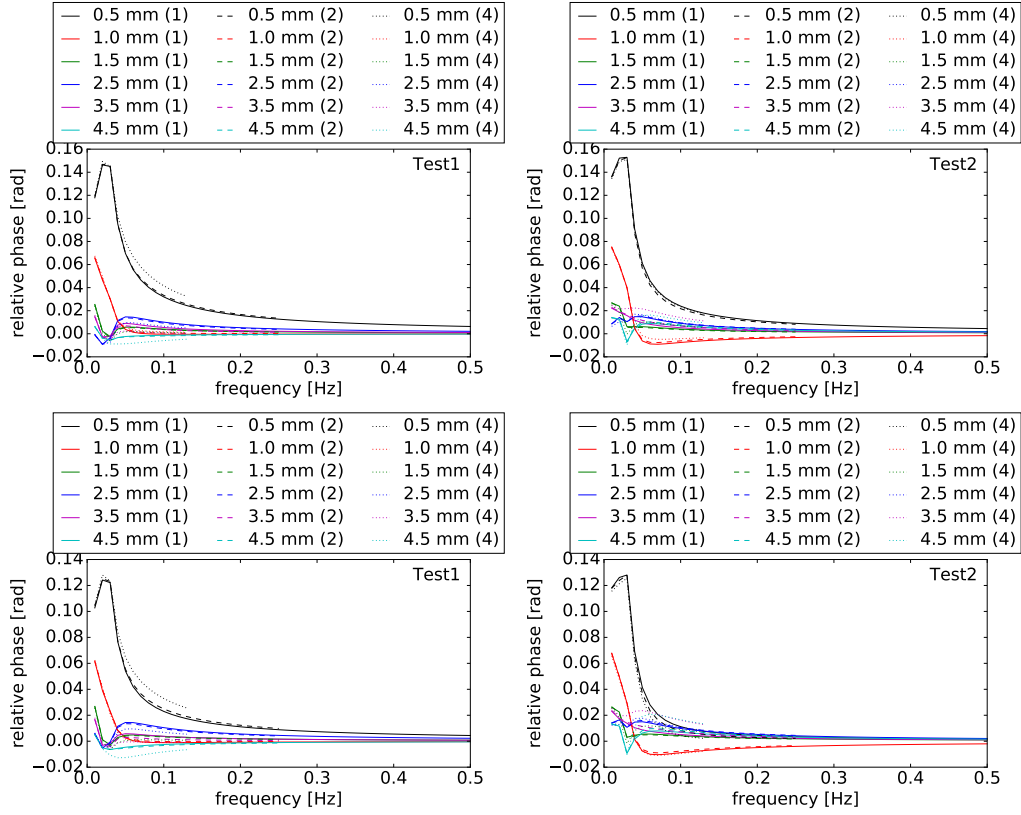 0.5 mm (1) 0.5 mm (2) 0.5 mm (4)
1.0 mm (1) 1.0 mm (2) 1.0 mm (4)
1.5 mm (1) 1.5 mm (2) 1.5 mm (4)
2.5 mm (1) 2.5 mm (2) 2.5 mm (4)
3.5 mm (1) 3.5 mm (2) 3.5 mm (4)
4.5 mm (1) 4.5 mm (2) 4.5 mm (4)
Test1
relative phase [rad]
0.16
0.14
0.12
0.10
0.08
0.06
0.04
0.02
0.00
−0.02
0.0 0.1 0.2 0.3 0.4 0.5
frequency [Hz]
0.5 mm (1) 0.5 mm (2) 0.5 mm (4)
1.0 mm (1) 1.0 mm (2) 1.0 mm (4)
1.5 mm (1) 1.5 mm (2) 1.5 mm (4)
2.5 mm (1) 2.5 mm (2) 2.5 mm (4)
3.5 mm (1) 3.5 mm (2) 3.5 mm (4)
4.5 mm (1) 4.5 mm (2) 4.5 mm (4)
Test2
relative phase [rad]
0.16
0.14
0.12
0.10
0.08
0.06
0.04
0.02
0.00
−0.02
0.0 0.1 0.2 0.3 0.4 0.5
frequency [Hz]
0.5 mm (1) 0.5 mm (2) 0.5 mm (4)
1.0 mm (1) 1.0 mm (2) 1.0 mm (4)
1.5 mm (1) 1.5 mm (2) 1.5 mm (4)
2.5 mm (1) 2.5 mm (2) 2.5 mm (4)
3.5 mm (1) 3.5 mm (2) 3.5 mm (4)
4.5 mm (1) 4.5 mm (2) 4.5 mm (4)
Test1
relative phase [rad]
0.14
0.12
0.10
0.08
0.06
0.04
0.02
0.00
−0.02
0.0 0.1 0.2 0.3 0.4 0.5
frequency [Hz]
0.5 mm (1) 0.5 mm (2) 0.5 mm (4)
1.0 mm (1) 1.0 mm (2) 1.0 mm (4)
1.5 mm (1) 1.5 mm (2) 1.5 mm (4)
2.5 mm (1) 2.5 mm (2) 2.5 mm (4)
3.5 mm (1) 3.5 mm (2) 3.5 mm (4)
4.5 mm (1) 4.5 mm (2) 4.5 mm (4)
Test2
relative phase [rad]
0.14
0.12
0.10
0.08
0.06
0.04
0.02
0.00
−0.02
0.0 0.1 0.2 0.3 0.4 0.5
frequency [Hz]